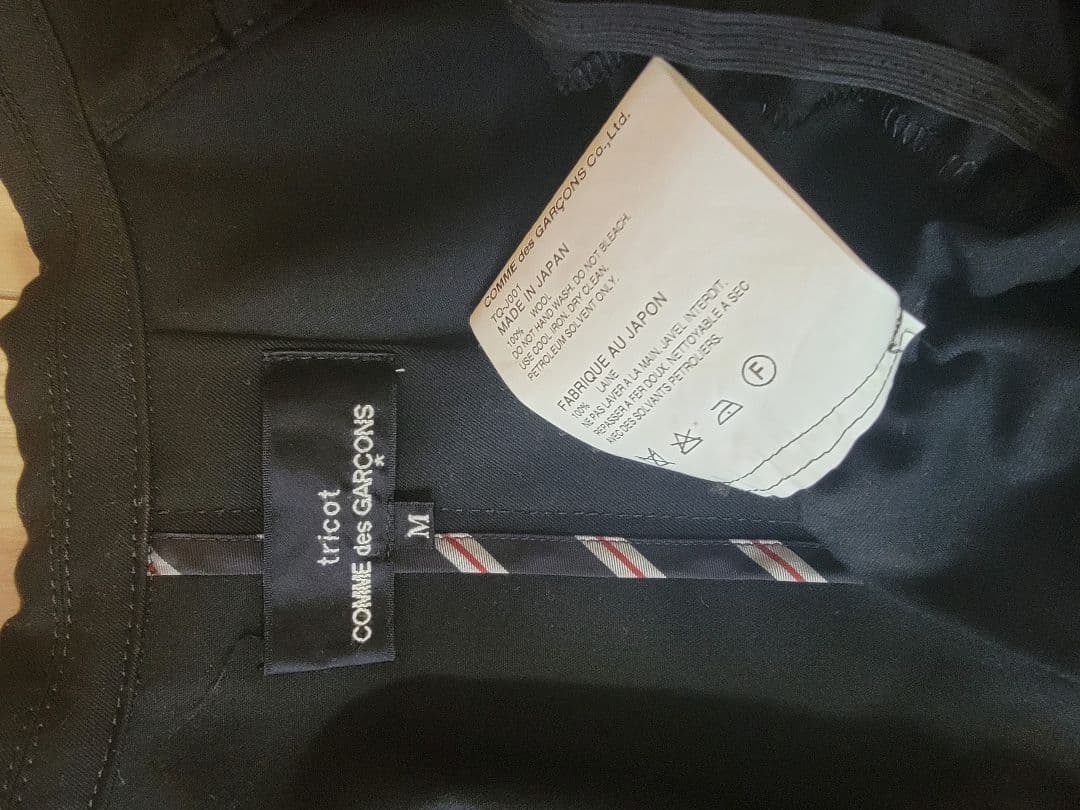 tricot
COMME des GARÇONS
M
COMME des GARÇONS Co.,Ltd.
TO-J001
MADE IN JAPAN
100% WOOL
DO NOT HAND WASH. DO NOT BLEACH.
USE COOL IRON. DRY CLEAN.
PETROLEUM SOLVENT ONLY.
FABRIQUE AU JAPON
100% LAINE
NE PAS LAVER A LA MAIN. JAVEL INTERDIT.
REPASSER A FER DOUX. NETTOYABLE A SEC
AVEC DES SOLVANTS PETROLIERS.
F